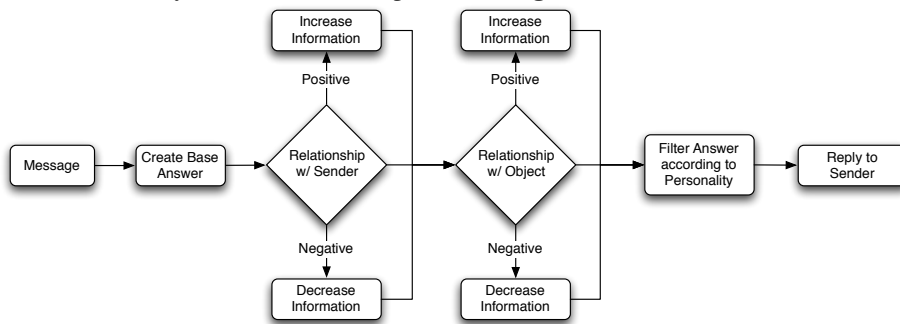 Increase
Information
Increase
Information
Positive
Positive
Message
Create Base
Answer
Relationship
w/ Sender
Relationship
w/ Object
Filter Answer
according to
Personality
Reply to
Sender
Negative
Negative
Decrease
Information
Decrease
Information